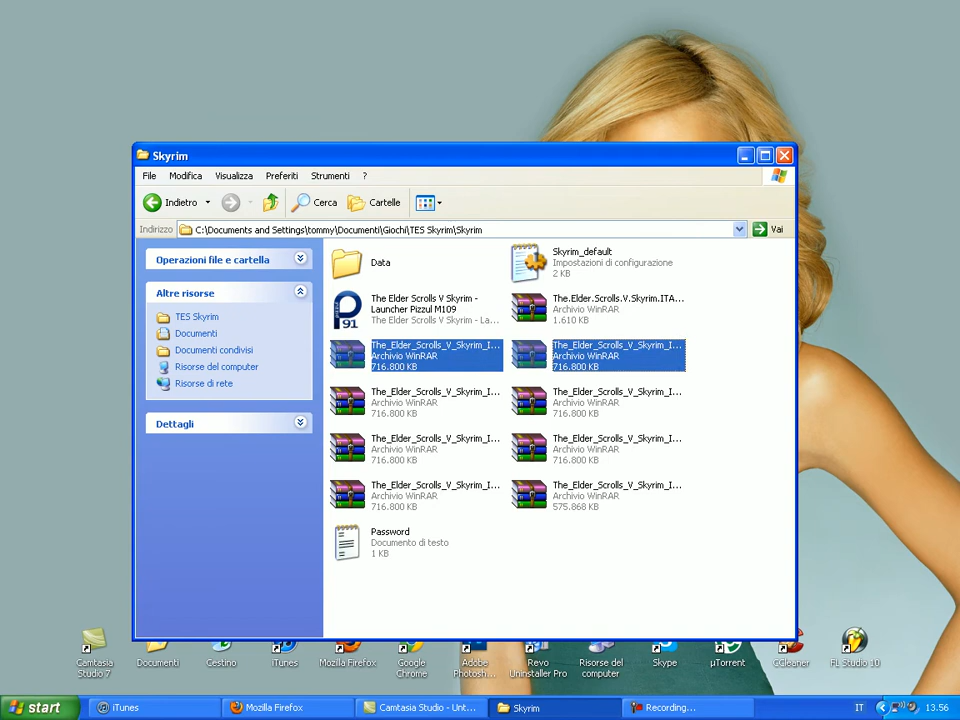 Skyrim
File Modifica Visualizza Preferiti Strumenti ?
Indietro Cerca Cartelle
Indirizzo C:\Documents and Settings\tommy\Documenti\Giochi\TES Skyrim\Skyrim Vai
Operazioni file e cartella
Altre risorse
TES Skyrim
Documenti
Documenti condivisi
Risorse del computer
Risorse di rete
Dettagli
Data
Skyrim_default
Impostazioni di configurazione
2 KB
P
91
The Elder Scrolls V Skyrim -
Launcher Pizzul M109
The Elder Scrolls V Skyrim - La...
The.Elder.Scrolls.V.Skyrim.ITA...
Archivio WinRAR
1.610 KB
The_Elder_Scrolls_V_Skyrim_I...
Archivio WinRAR
716.800 KB
The_Elder_Scrolls_V_Skyrim_I...
Archivio WinRAR
716.800 KB
The_Elder_Scrolls_V_Skyrim_I...
Archivio WinRAR
716.800 KB
The_Elder_Scrolls_V_Skyrim_I...
Archivio WinRAR
716.800 KB
The_Elder_Scrolls_V_Skyrim_I...
Archivio WinRAR
716.800 KB
The_Elder_Scrolls_V_Skyrim_I...
Archivio WinRAR
716.800 KB
The_Elder_Scrolls_V_Skyrim_I...
Archivio WinRAR
716.800 KB
The_Elder_Scrolls_V_Skyrim_I...
Archivio WinRAR
575.868 KB
Password
Documento di testo
1 KB
Camtasia
Studio 7
Documenti
Cestino
iTunes
Mozilla Firefox
Google
Chrome
Adobe
Photosh...
Revo
Uninstaller Pro
Risorse del
computer
Skype
µTorrent
CCleaner
FL Studio 10
start iTunes Mozilla Firefox Camtasia Studio - Unt... Skyrim Recording... IT 13.56